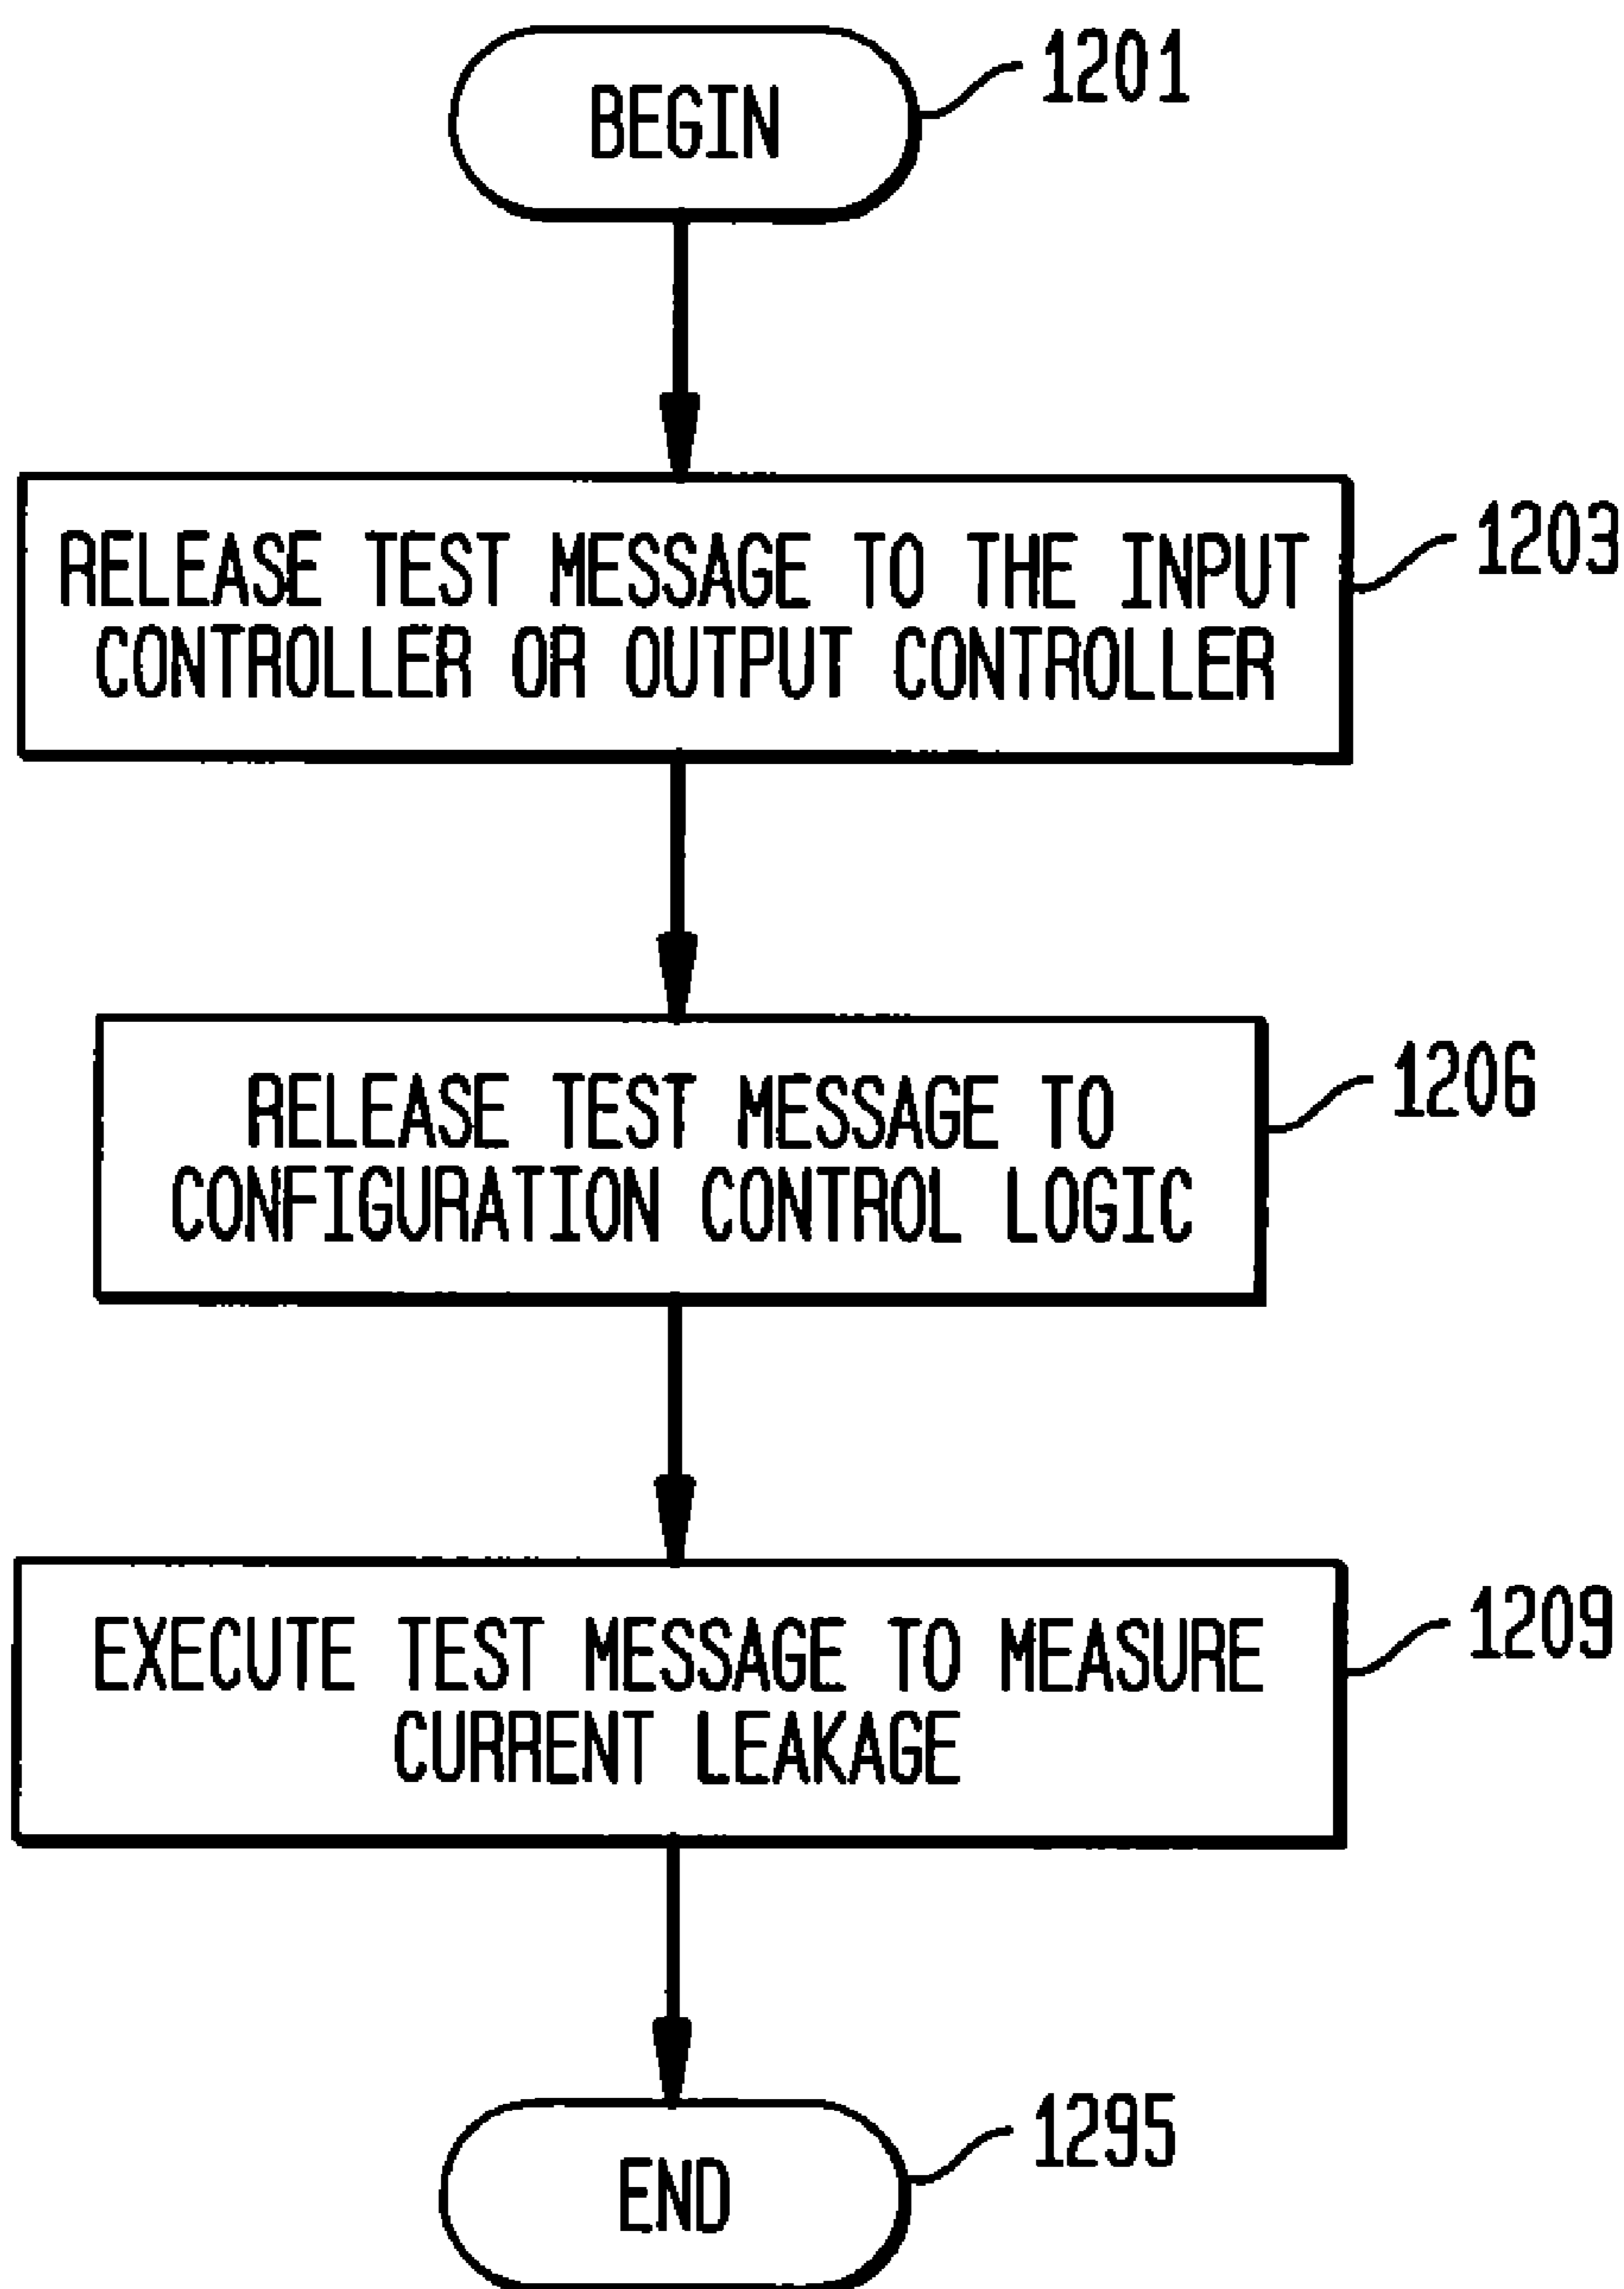 BEGIN
1201
RELEASE TEST MESSAGE TO THE INPUT
CONTROLLER OR OUTPUT CONTROLLER
1203
RELEASE TEST MESSAGE TO
CONFIGURATION CONTROL LOGIC
1206
EXECUTE TEST MESSAGE TO MEASURE
CURRENT LEAKAGE
1209
END
1295